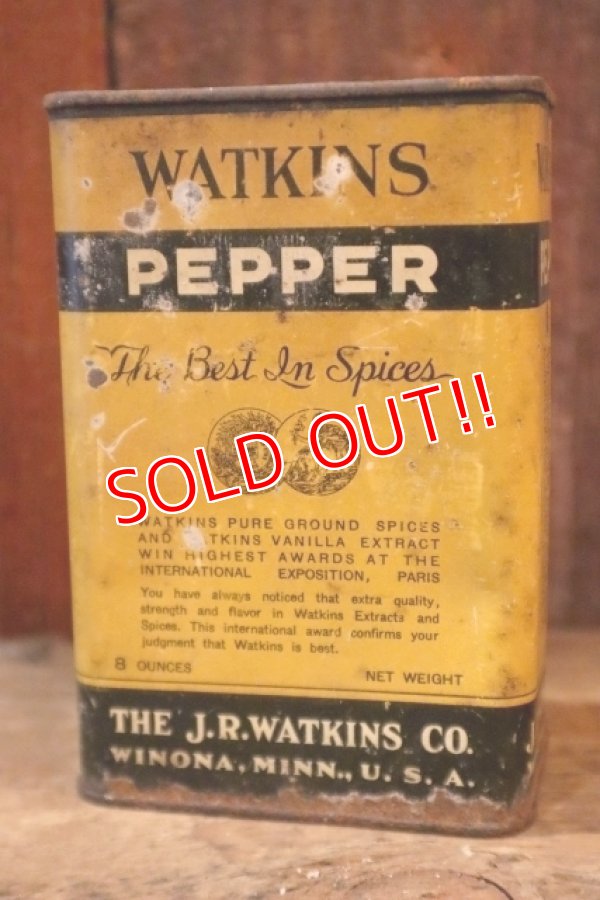 WATKINS
PEPPER
The Best In Spices
SOLD OUT!!
WATKINS PURE GROUND SPICES
AND WATKINS VANILLA EXTRACT
WIN HIGHEST AWARDS AT THE
INTERNATIONAL EXPOSITION, PARIS
You have always noticed that extra quality,
strength and flavor in Watkins Extracts and
Spices. This international award confirms your
judgment that Watkins is best.
8 OUNCES NET WEIGHT
THE J.R.WATKINS CO.
WINONA, MINN., U. S. A.